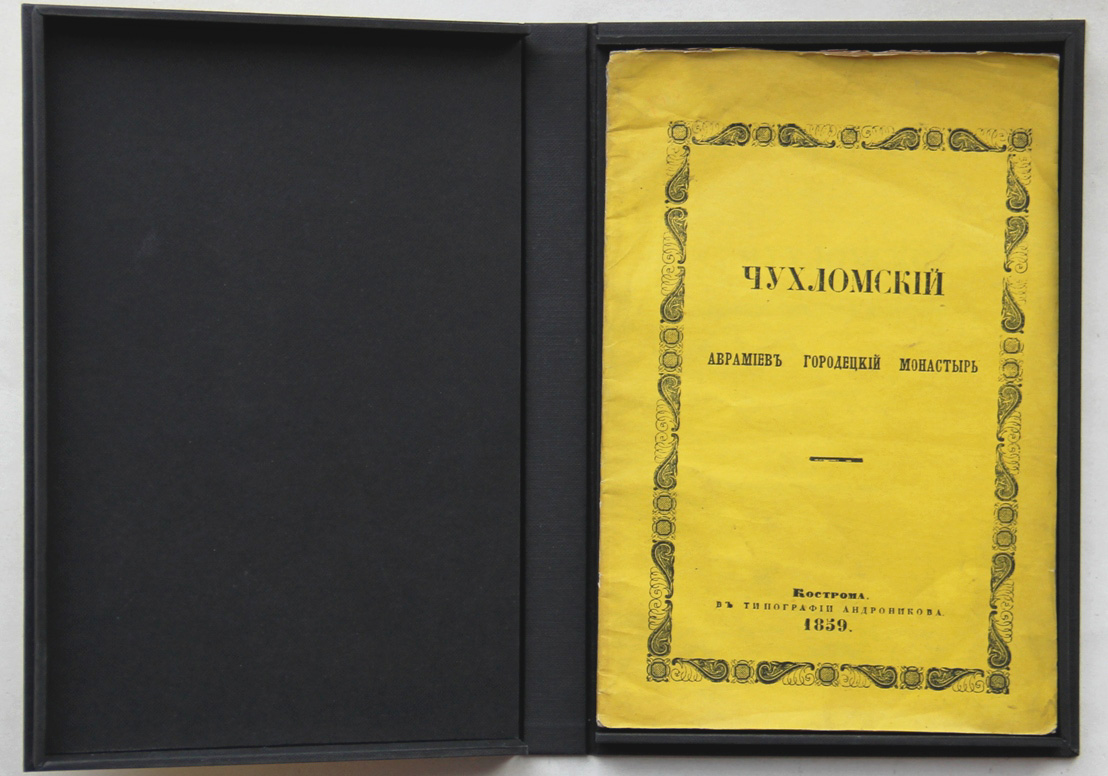 ЧУХЛОМСКІЙ
АВРАМІЕВЪ ГОРОДЕЦКІЙ МОНАСТЫРЬ
Кострома.
ВЪ ТИПОГРАФІИ АНДРОНИКОВА.
1859.